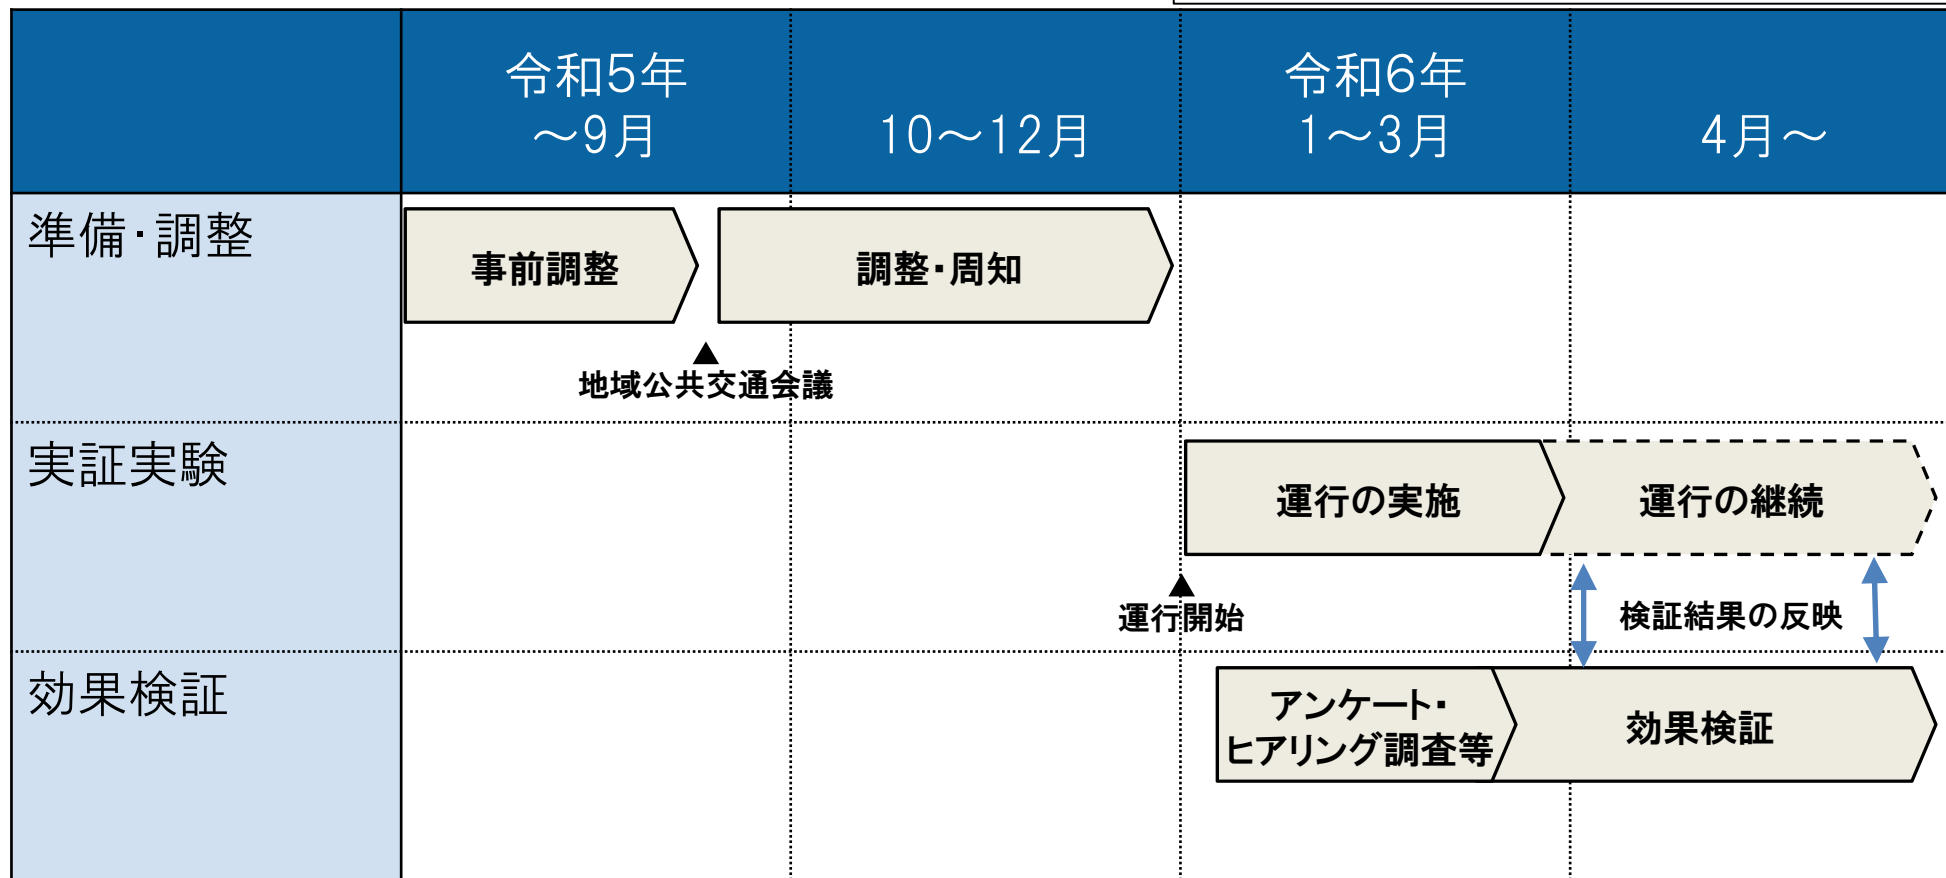 令和5年
～9月
10～12月
令和6年
1～3月
4月～
準備・調整
事前調整
調整・周知
▲
地域公共交通会議
実証実験
運行の実施
運行の継続
▲
運行開始
検証結果の反映
効果検証
アンケート・
ヒアリング調査等
効果検証